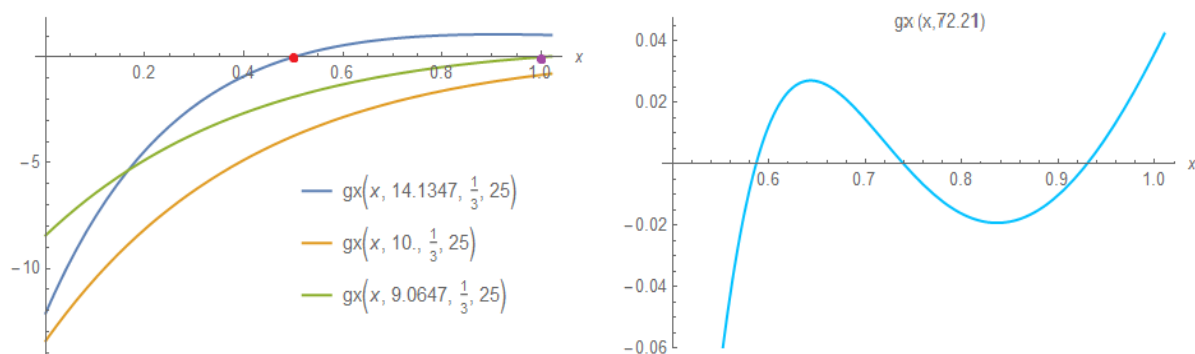 0.2 0.4 0.6 0.8 1.0 x
-5
-10
gx(x, 14.1347, 1/3, 25)
gx(x, 10., 1/3, 25)
gx(x, 9.0647, 1/3, 25)
gx (x,72.21)
0.04
0.02
0.6 0.7 0.8 0.9 1.0 x
-0.02
-0.04
-0.06